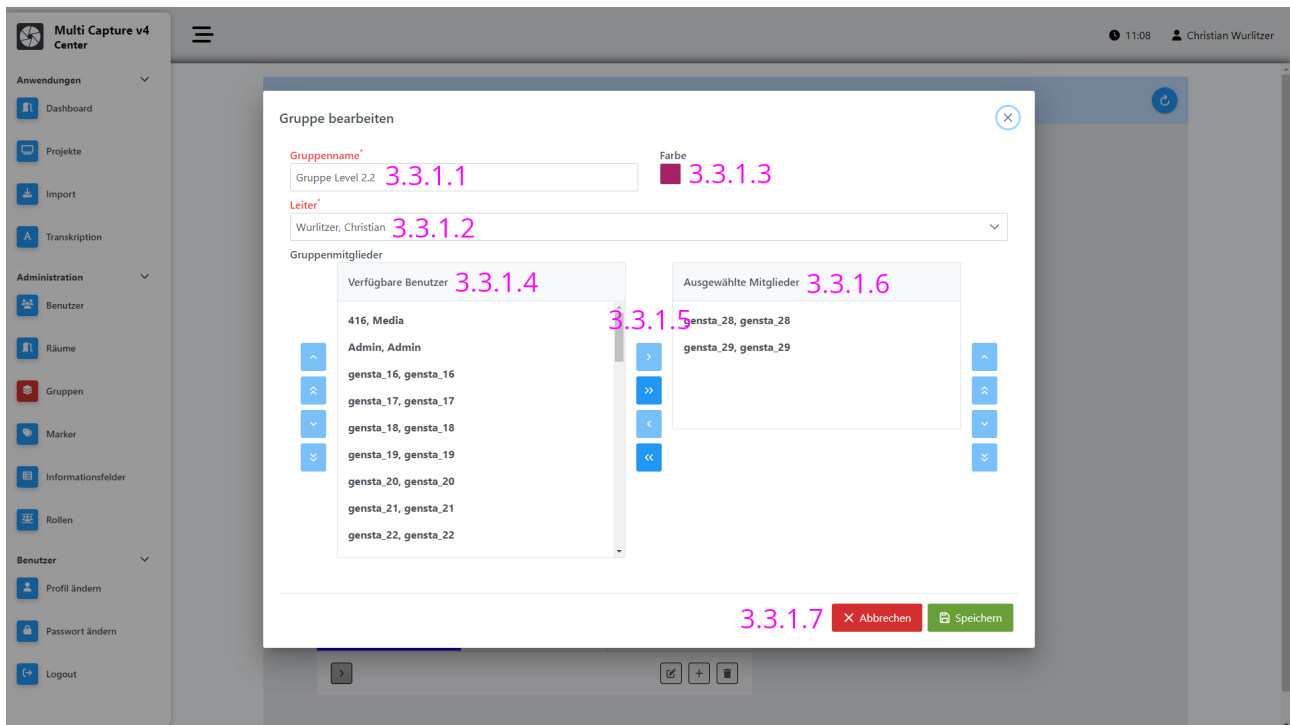 Multi Capture v4
Center
11:08
Christian Wurlitzer
Anwendungen
Dashboard
Projekte
Import
Transkription
Administration
Benutzer
Räume
Gruppen
Marker
Informationsfelder
Rollen
Benutzer
Profil ändern
Passwort ändern
Logout
Gruppe bearbeiten
Gruppenname*
Gruppe Level 2.2 3.3.1.1
Farbe
3.3.1.3
Leiter*
Wurlitzer, Christian 3.3.1.2
Gruppenmitglieder
Verfügbare Benutzer 3.3.1.4
416, Media
Admin, Admin
gensta_16, gensta_16
gensta_17, gensta_17
gensta_18, gensta_18
gensta_19, gensta_19
gensta_20, gensta_20
gensta_21, gensta_21
gensta_22, gensta_22
3.3.1.5
Ausgewählte Mitglieder 3.3.1.6
gensta_28, gensta_28
gensta_29, gensta_29
3.3.1.7 Abbrechen Speichern